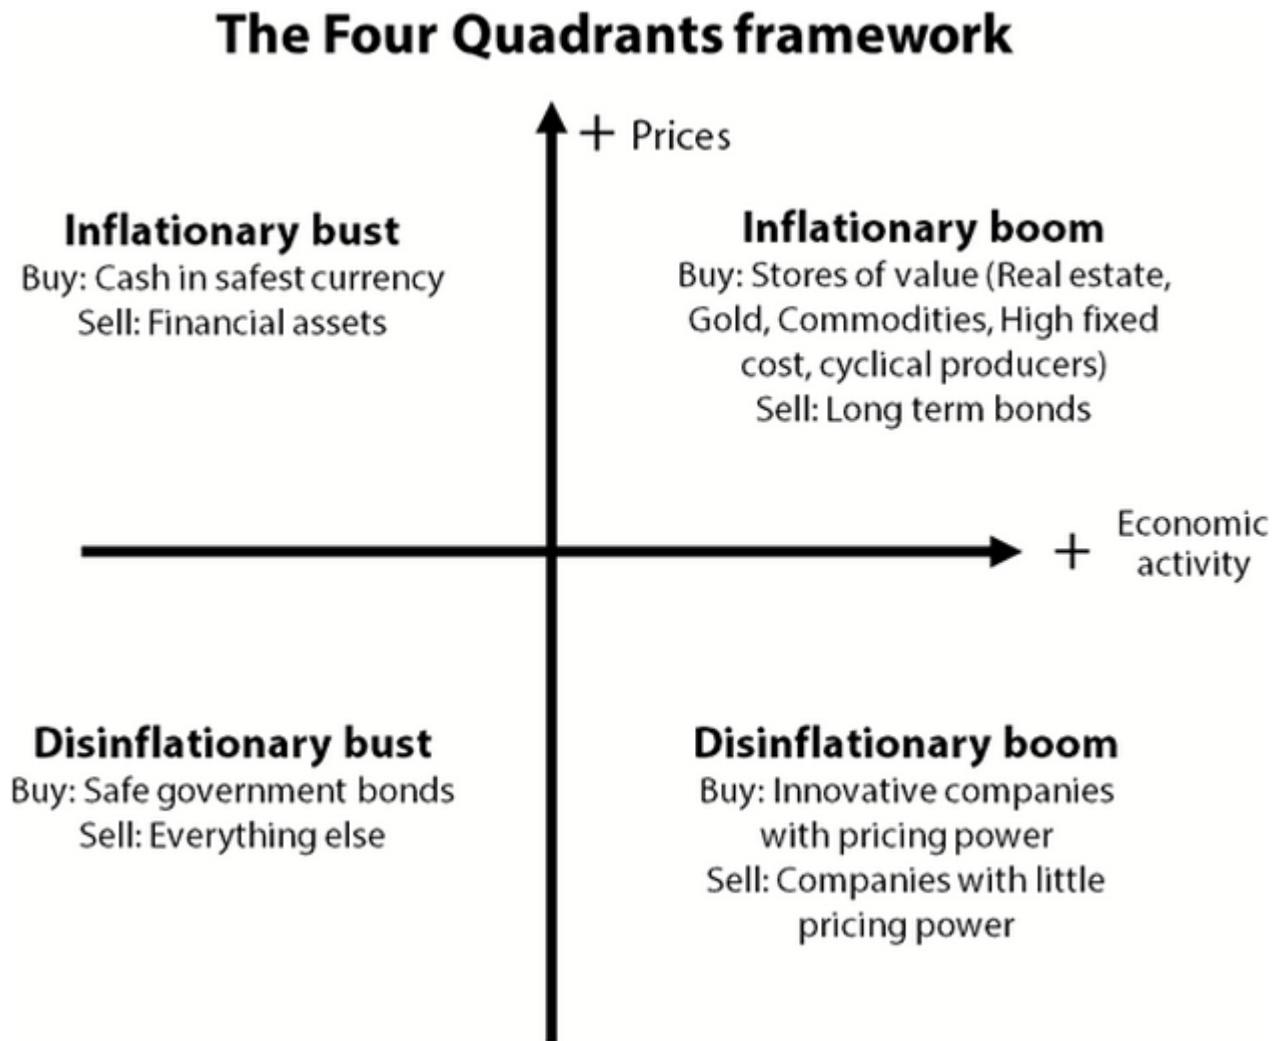 The Four Quadrants framework
+ Prices
Inflationary bust
Buy: Cash in safest currency
Sell: Financial assets
Inflationary boom
Buy: Stores of value (Real estate,
Gold, Commodities, High fixed
cost, cyclical producers)
Sell: Long term bonds
+ Economic
activity
Disinflationary bust
Buy: Safe government bonds
Sell: Everything else
Disinflationary boom
Buy: Innovative companies
with pricing power
Sell: Companies with little
pricing power